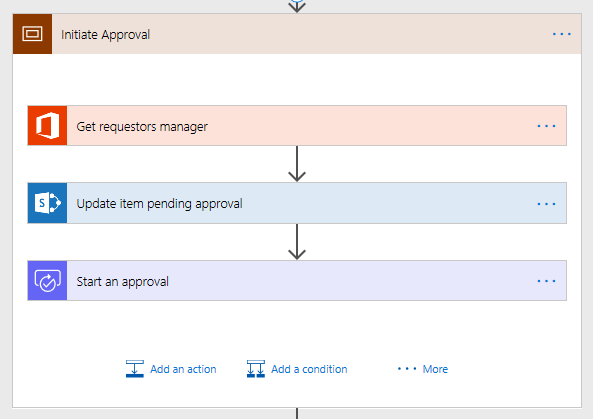 Initiate Approval
Get requestors manager
S
Update item pending approval
Start an approval
Add an action
Add a condition
More